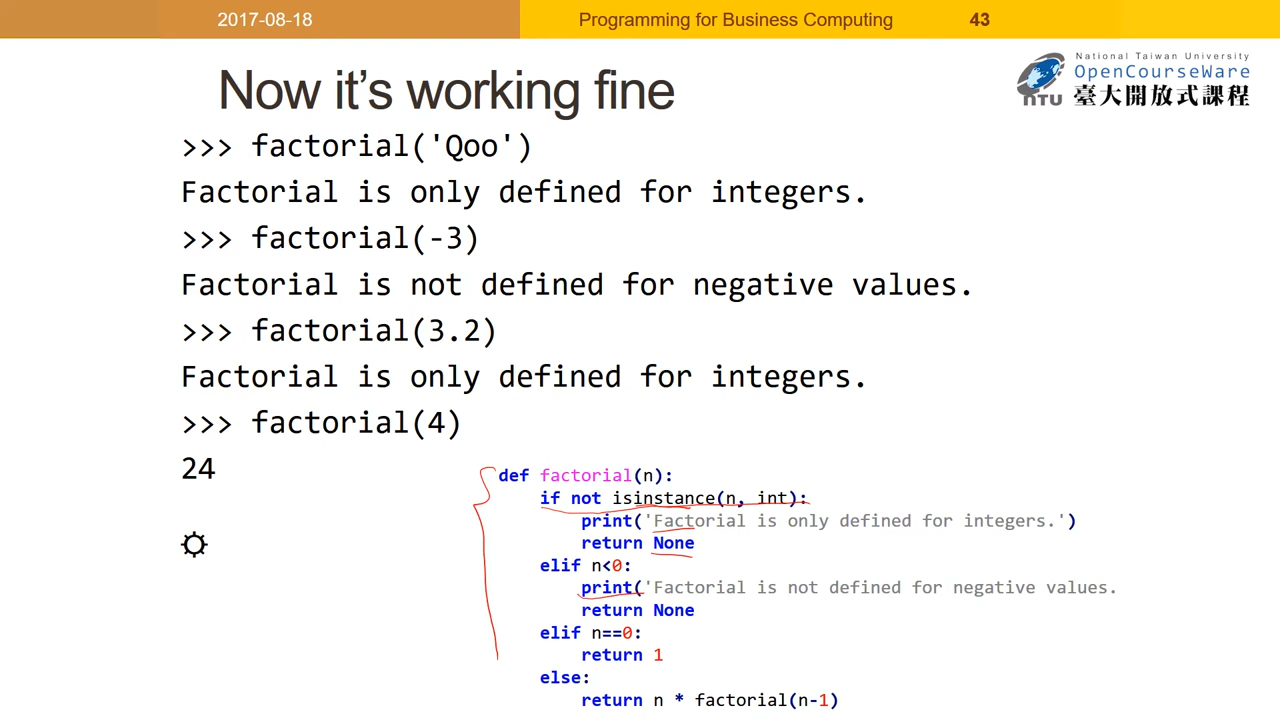 2017-08-18
Programming for Business Computing
43
National Taiwan University
OpenCourseWare
臺大開放式課程
NTU
Now it’s working fine
>>> factorial('Qoo')
Factorial is only defined for integers.
>>> factorial(-3)
Factorial is not defined for negative values.
>>> factorial(3.2)
Factorial is only defined for integers.
>>> factorial(4)
24
def factorial(n):
if not isinstance(n, int):
print('Factorial is only defined for integers.')
return None
elif n<0:
print('Factorial is not defined for negative values.
return None
elif n==0:
return 1
else:
return n * factorial(n-1)